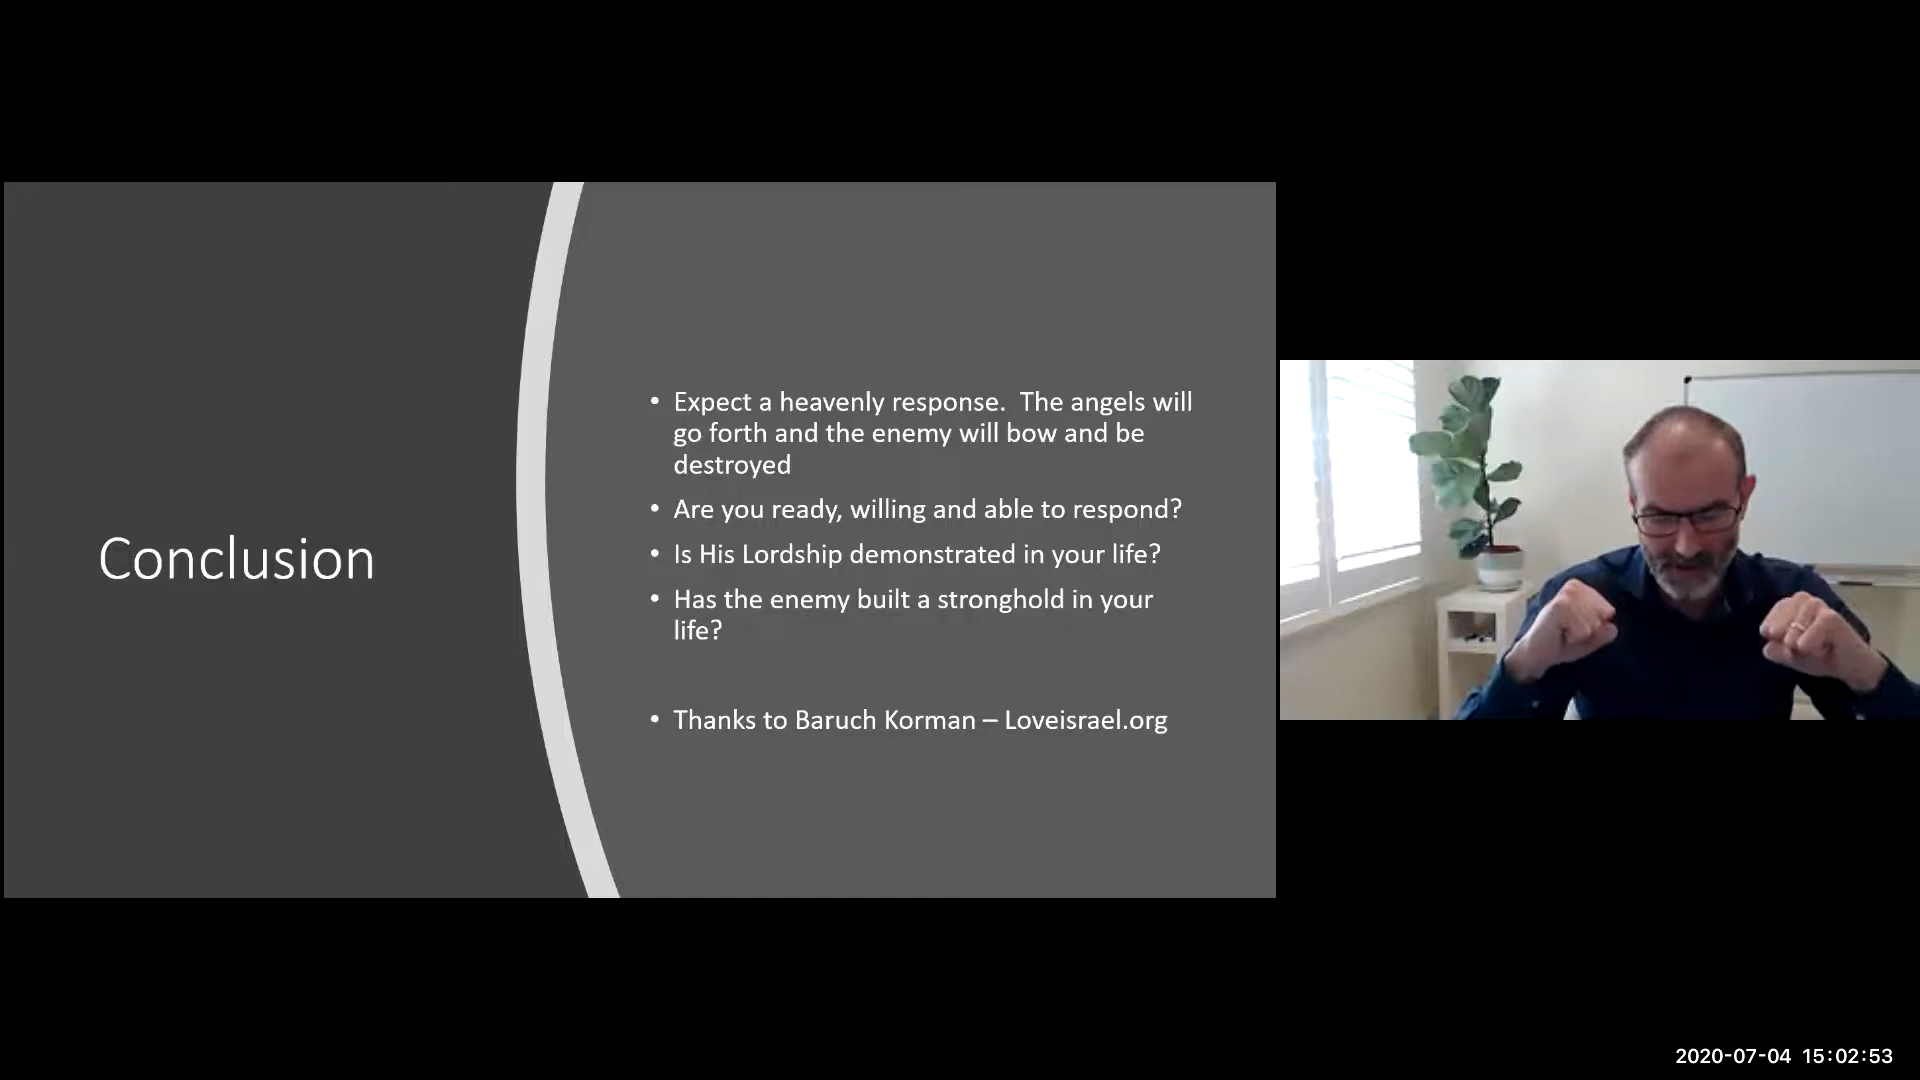 Conclusion
• Expect a heavenly response.  The angels will
go forth and the enemy will bow and be
destroyed
• Are you ready, willing and able to respond?
• Is His Lordship demonstrated in your life?
• Has the enemy built a stronghold in your
life?
• Thanks to Baruch Korman – Loveisrael.org
2020-07-04 15:02:53